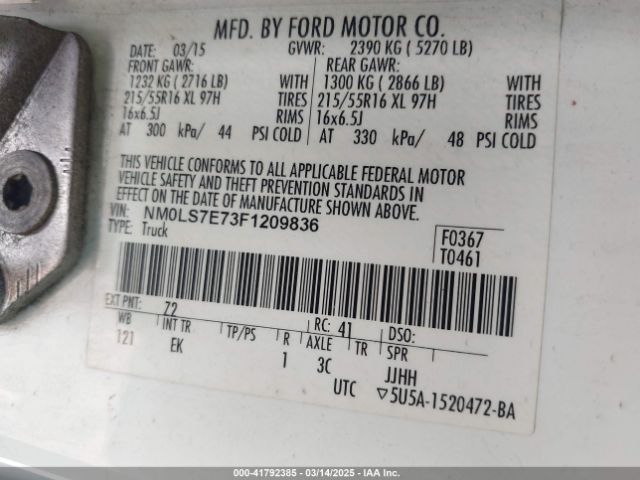 MFD. BY FORD MOTOR CO.
DATE: 03/15 GVWR: 2390 KG ( 5270 LB)
FRONT GAWR: REAR GAWR:
1232 KG ( 2716 LB) WITH 1300 KG ( 2866 LB) WITH
215/55R16 XL 97H TIRES 215/55R16 XL 97H TIRES
16x6.5J RIMS 16x6.5J RIMS
AT 300 kPa/ 44 PSI COLD AT 330 kPa/ 48 PSI COLD
THIS VEHICLE CONFORMS TO ALL APPLICABLE FEDERAL MOTOR
VEHICLE SAFETY AND THEFT PREVENTION STANDARDS IN
EFFECT ON THE DATE OF MANUFACTURE SHOWN ABOVE.
VIN: NM0LS7E73F1209836
TYPE: Truck
F0367
T0461
EXT PNT: 72 RC: 41 DSO:
WB INT TR TP/PS R AXLE TR SPR
121 EK 1 3C JJHH
UTC ▽5U5A-1520472-BA
000-41792385 - 03/14/2025 - IAA Inc.